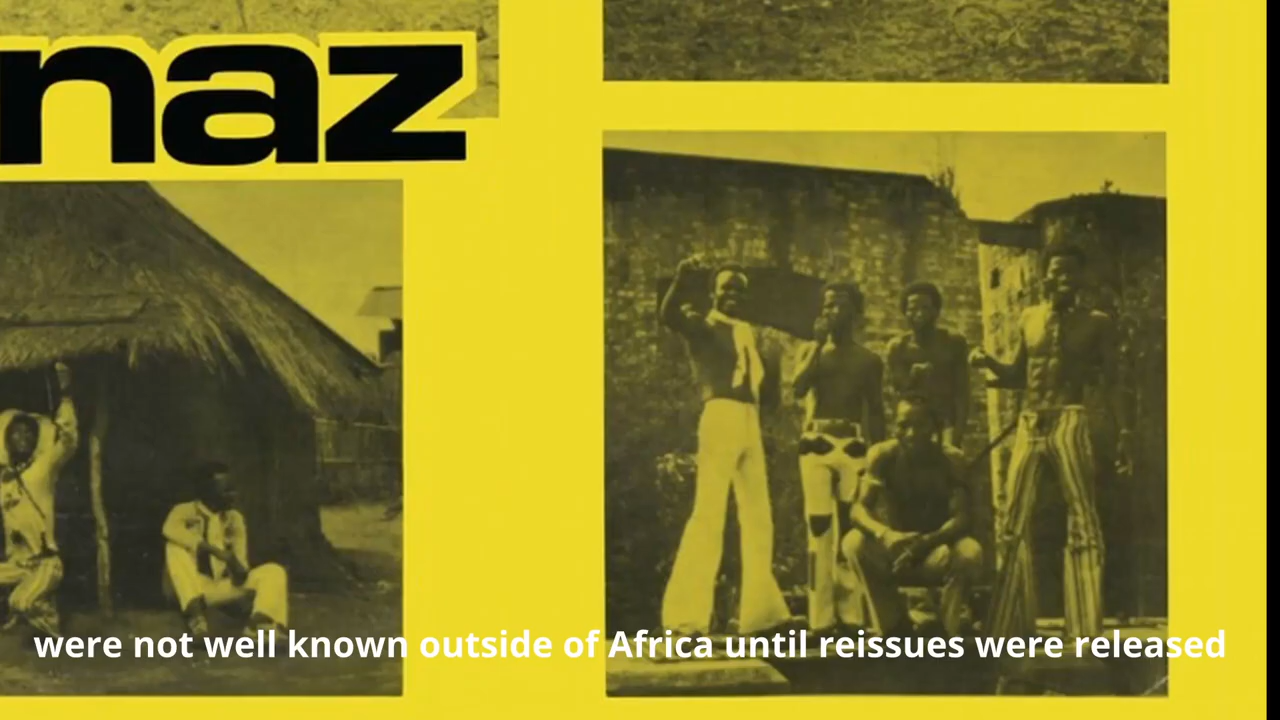 naz
were not well known outside of Africa until reissues were released